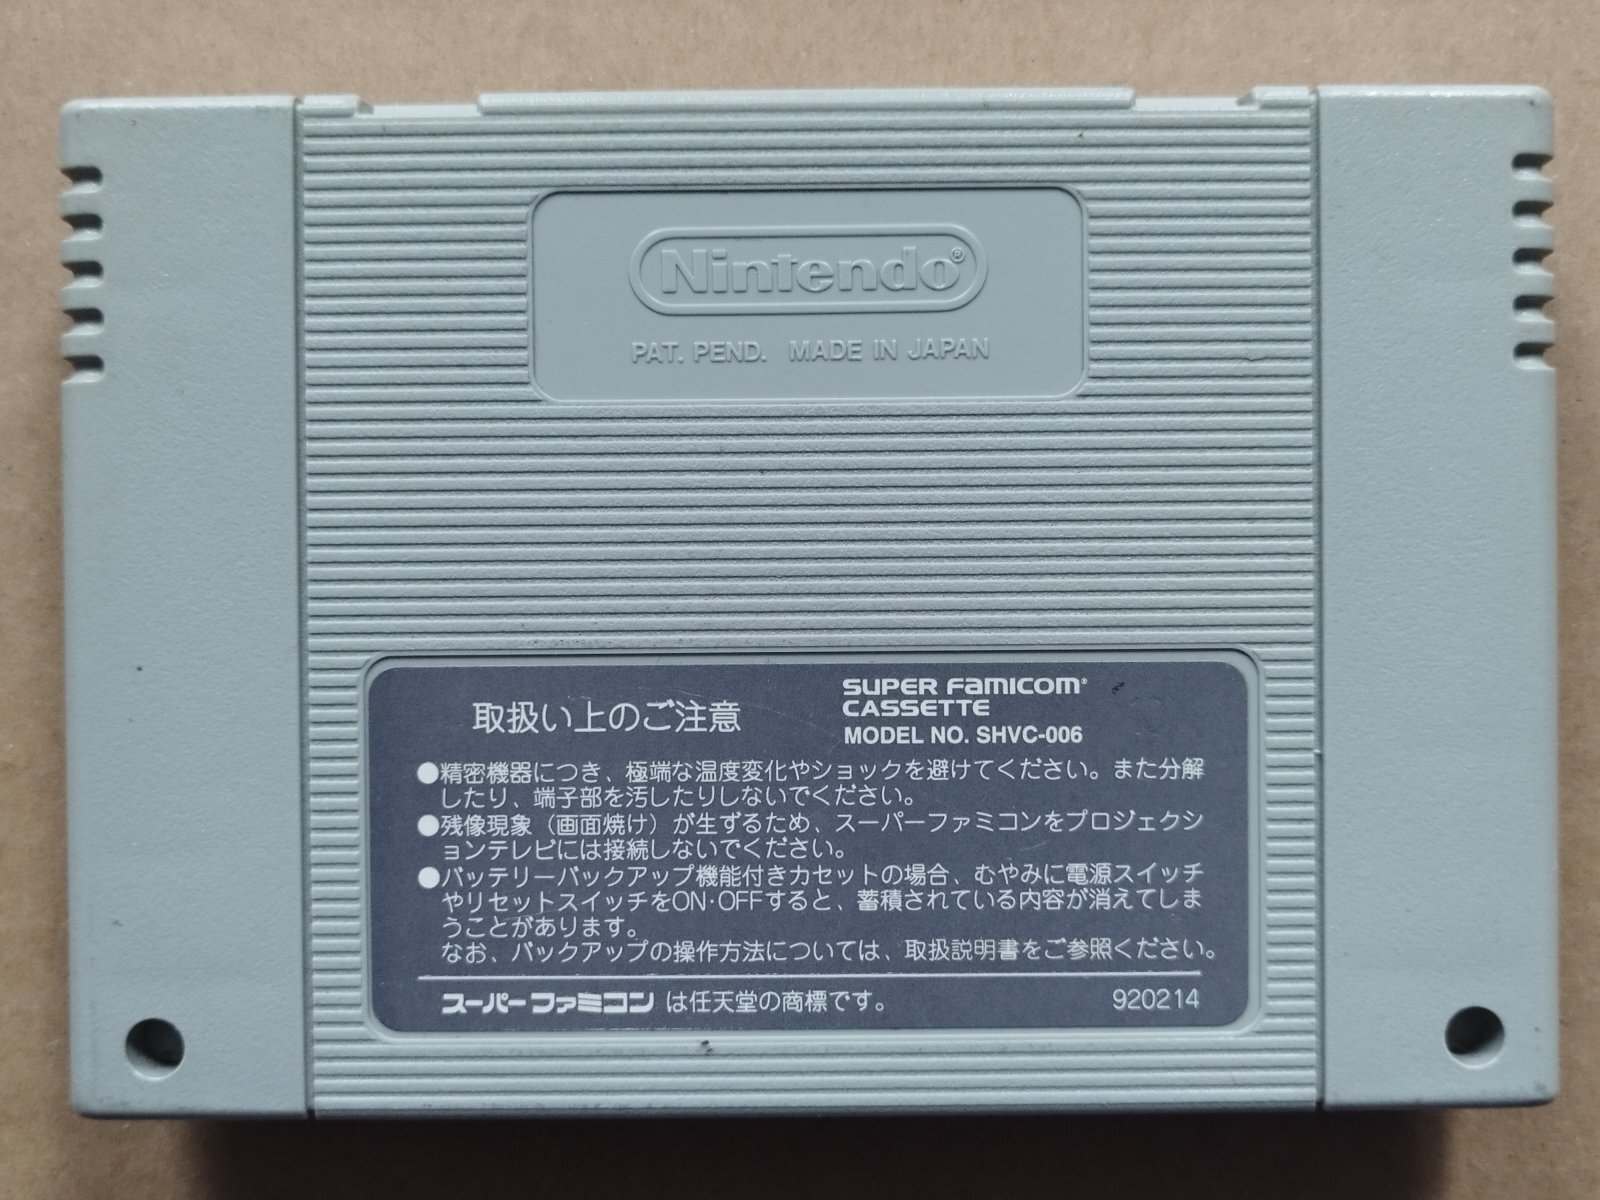 Nintendo®
PAT. PEND. MADE IN JAPAN
取扱い上のご注意
SUPER FAMICOM®
CASSETTE
MODEL NO. SHVC-006
●精密機器につき、極端な温度変化やショックを避けてください。また分解
したり、端子部を汚したりしないでください。
●残像現象（画面焼け）が生ずるため、スーパーファミコンをプロジェクシ
ョンテレビには接続しないでください。
●バッテリーバックアップ機能付きカセットの場合、むやみに電源スイッチ
やリセットスイッチをON・OFFすると、蓄積されている内容が消えてしま
うことがあります。
なお、バックアップの操作方法については、取扱説明書をご参照ください。
スーパーファミコン は任天堂の商標です。
920214